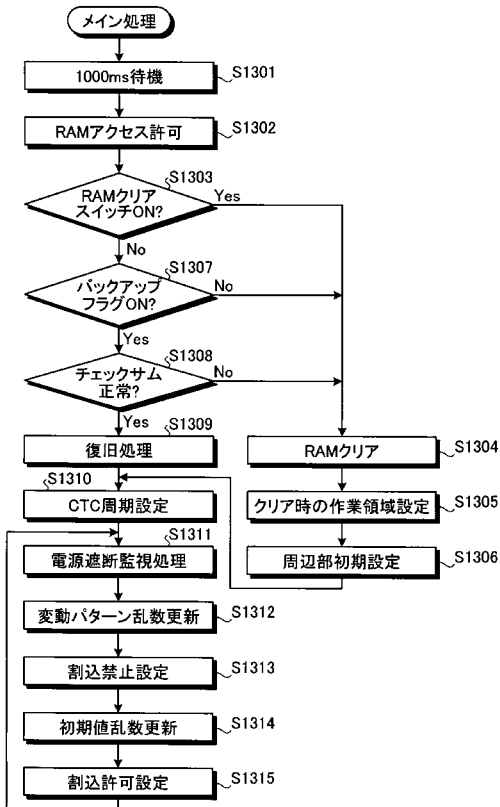 メイン処理
1000ms待機
S1301
RAMアクセス許可
S1302
S1303
RAMクリア
スイッチON?
Yes
No
S1307
バックアップ
フラグON?
No
Yes
S1308
チェックサム
正常?
No
Yes
S1309
復旧処理
RAMクリア
S1304
S1310
CTC周期設定
クリア時の作業領域設定
S1305
S1311
電源遮断監視処理
周辺部初期設定
S1306
変動パターン乱数更新
S1312
割込禁止設定
S1313
初期値乱数更新
S1314
割込許可設定
S1315